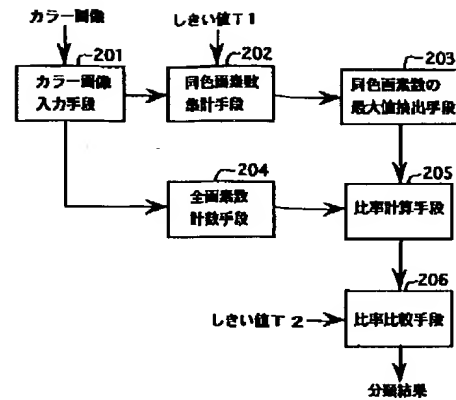 カラー画像
しきい値T1
201
カラー画像
入力手段
202
同色画素数
集計手段
203
同色画素数の
最大値抽出手段
204
全画素数
計数手段
205
比率計算手段
206
しきい値T2
比率比較手段
分類結果